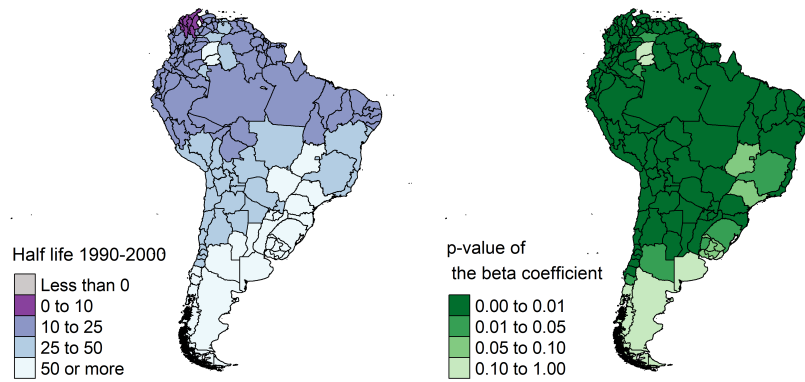 Half life 1990-2000
Less than 0
0 to 10
10 to 25
25 to 50
50 or more
p-value of
the beta coefficient
0.00 to 0.01
0.01 to 0.05
0.05 to 0.10
0.10 to 1.00